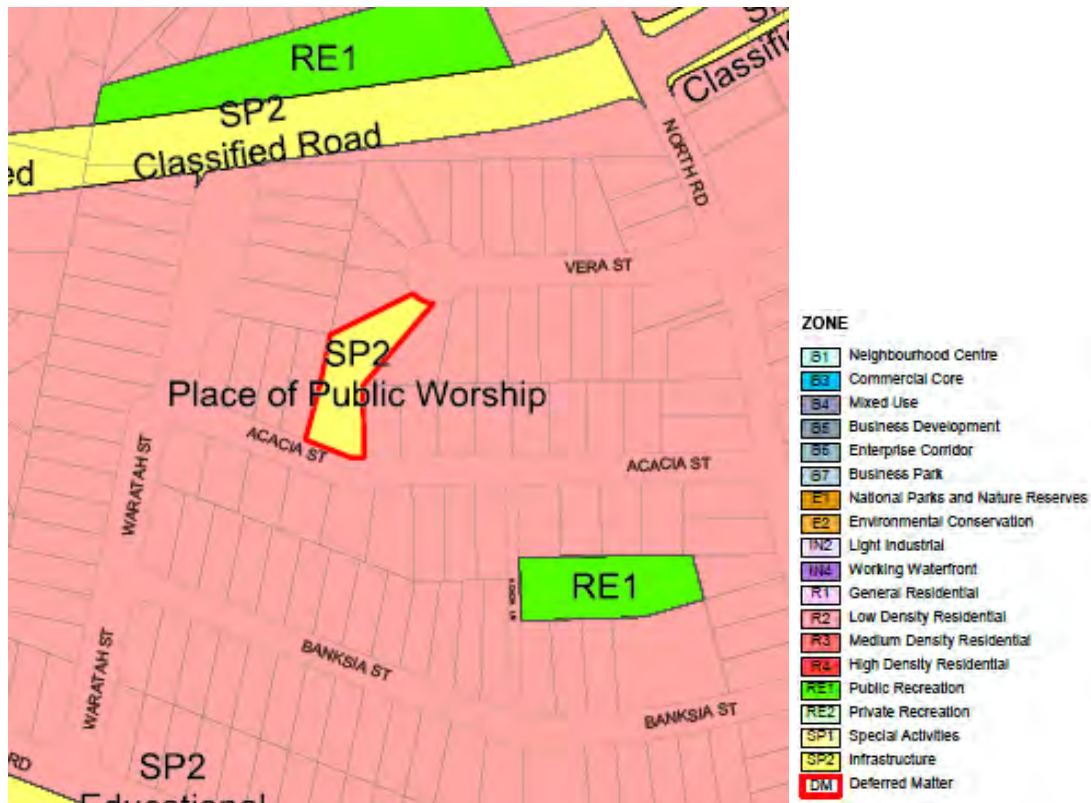 RE1
SP2
Classified Road
Classifi
ed
NORTH RD
VERA ST
SP2
Place of Public Worship
ACACIA ST
ACACIA ST
WARATAH ST
RE1
BANKSIA ST
WARATAH ST
BANKSIA ST
RD
SP2
Educational
ZONE
B1 Neighbourhood Centre
B3 Commercial Core
B4 Mixed Use
B5 Business Development
B6 Enterprise Corridor
B7 Business Park
E1 National Parks and Nature Reserves
E2 Environmental Conservation
IN2 Light Industrial
IN4 Working Waterfront
R1 General Residential
R2 Low Density Residential
R3 Medium Density Residential
R4 High Density Residential
RE1 Public Recreation
RE2 Private Recreation
SP1 Special Activities
SP2 Infrastructure
DM Deferred Matter